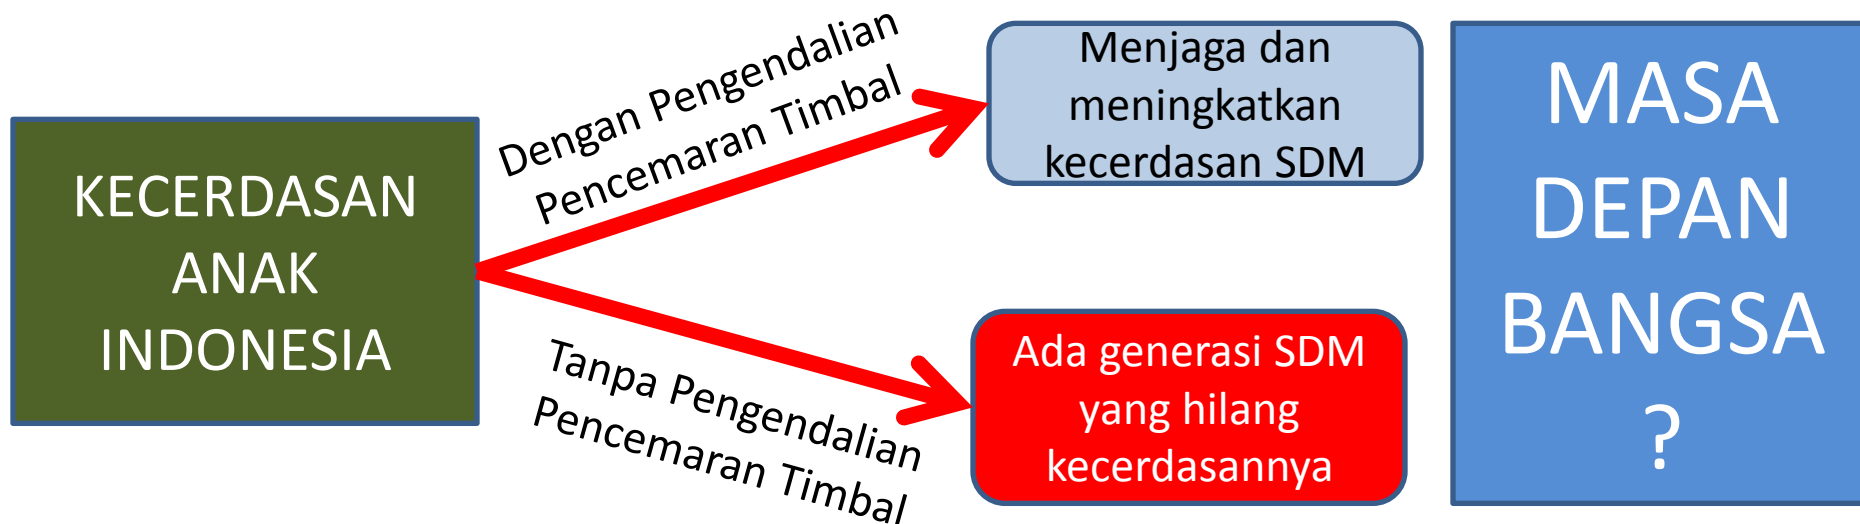 KECERDASAN
ANAK
INDONESIA
Dengan Pengendalian
Pencemaran Timbal
Menjaga dan
meningkatkan
kecerdasan SDM
Tanpa Pengendalian
Pencemaran Timbal
Ada generasi SDM
yang hilang
kecerdasannya
MASA
DEPAN
BANGSA
?